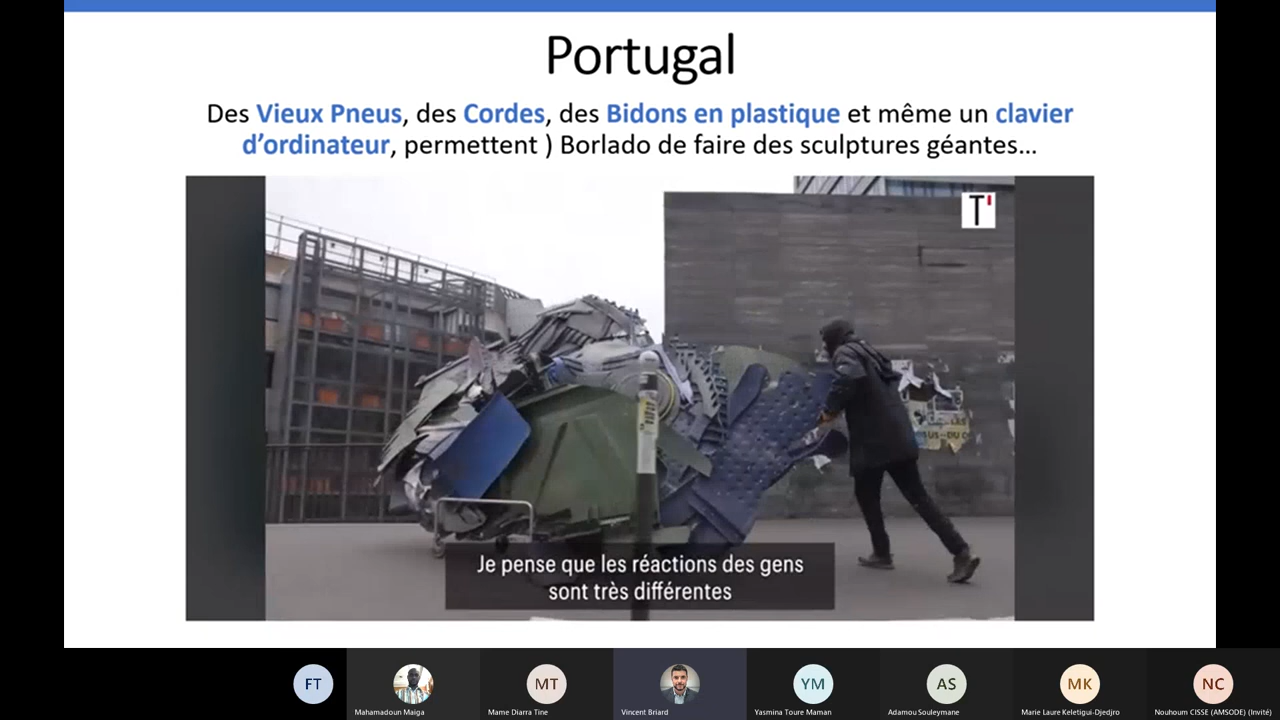 Portugal
Des Vieux Pneus, des Cordes, des Bidons en plastique et même un clavier
d’ordinateur, permettent ) Borlado de faire des sculptures géantes…
T'
Je pense que les réactions des gens
sont très différentes
FT
MT
YM
AS
MK
NC
Mahamadoun Maiga
Mame Diarra Tine
Vincent Briard
Yasmina Toure Maman
Adamou Souleymane
Marie Laure Keletigui-Djedjro
Nouhoum CISSE (AMSODE) (Invité)